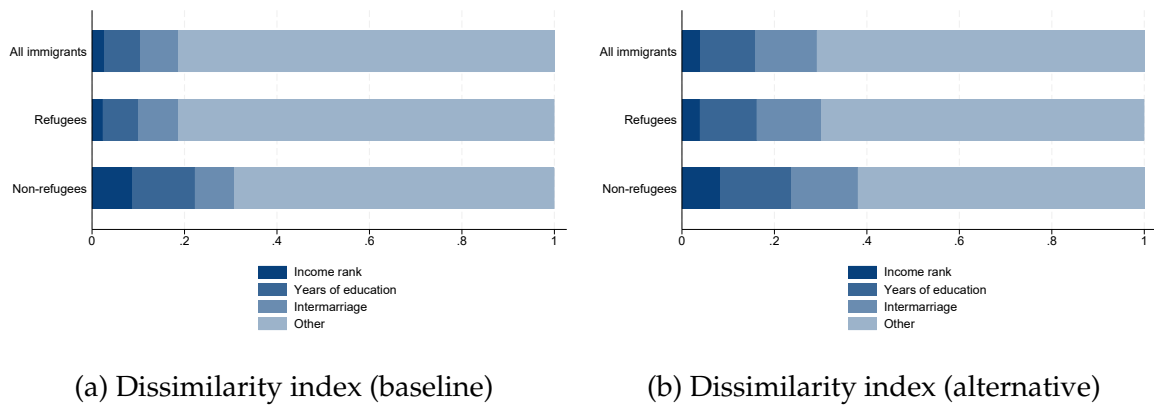 All immigrants
Refugees
Non-refugees
0 .2 .4 .6 .8 1
Income rank
Years of education
Intermarriage
Other
(a) Dissimilarity index (baseline)
All immigrants
Refugees
Non-refugees
0 .2 .4 .6 .8 1
Income rank
Years of education
Intermarriage
Other
(b) Dissimilarity index (alternative)